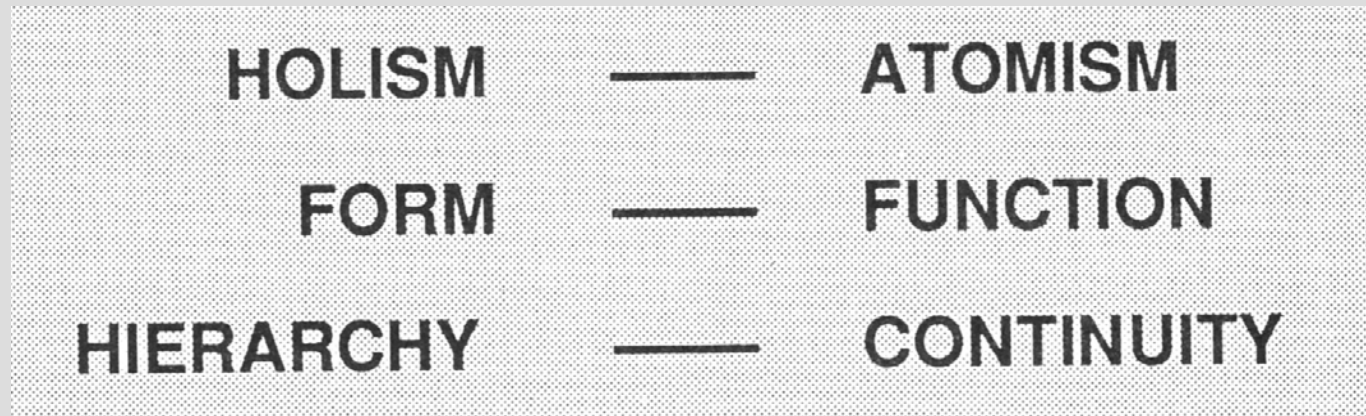 HOLISM — ATOMISM
FORM — FUNCTION
HIERARCHY — CONTINUITY